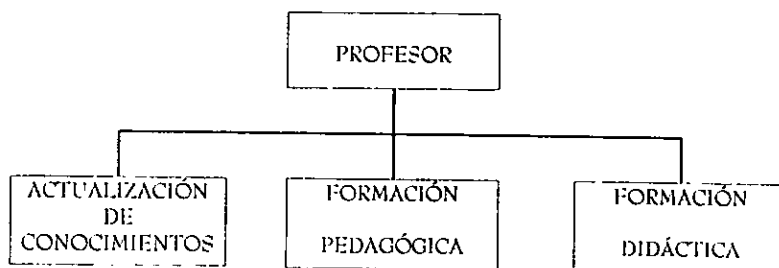 PROFESOR
ACTUALIZACIÓN
DE
CONOCIMIENTOS
FORMACIÓN
PEDAGÓGICA
FORMACIÓN
DIDÁCTICA